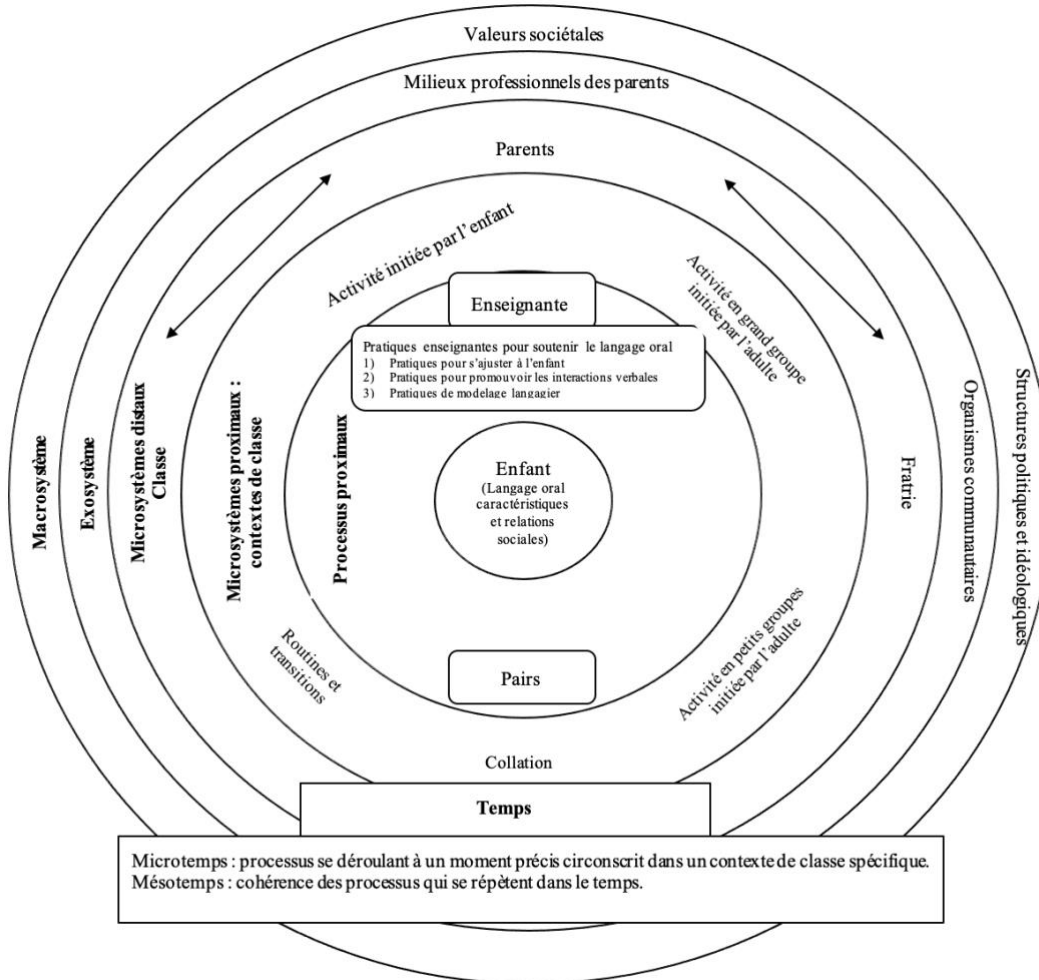 Valeurs sociétales
Milieux professionnels des parents
Parents
Activité initiée par l'enfant
Activité en grand groupe
initiée par l'adulte
Enseignante
Pratiques enseignantes pour soutenir le langage oral
1) Pratiques pour s'ajuster à l'enfant
2) Pratiques pour promouvoir les interactions verbales
3) Pratiques de modelage langagier
Macrosystème
Exosystème
Microsystèmes distaux
Classe
Microsystèmes proximaux :
contextes de classe
Processus proximaux
Enfant
(Langage oral
caractéristiques
et relations
sociales)
Fratrie
Organismes communautaires
Structures politiques et idéologiques
Routines et
transitions
Pairs
Activité en petits groupes
initiée par l'adulte
Collation
Temps
Microtemps : processus se déroulant à un moment précis circonscrit dans un contexte de classe spécifique.
Mésotemps : cohérence des processus qui se répètent dans le temps.